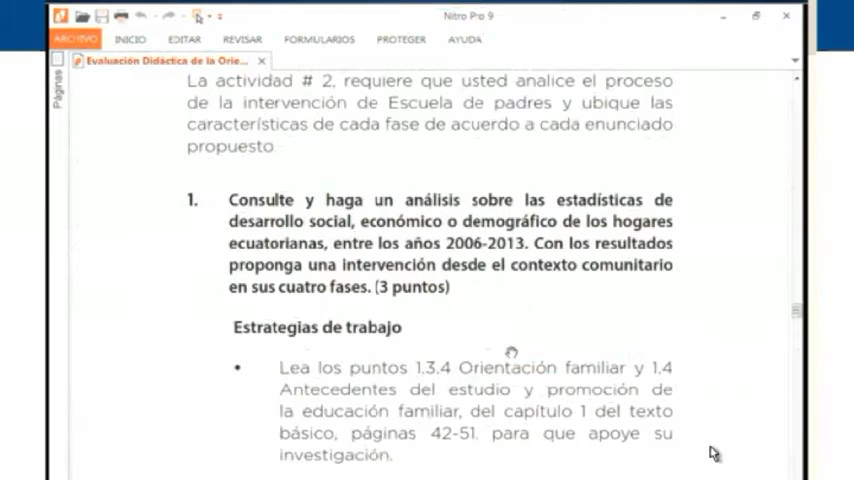 Nitro Pro 9
ARCHIVO INICIO EDITAR REVISAR FORMULARIOS PROTEGER AYUDA
Evaluación Didáctica de la Orie...
Páginas
La actividad # 2, requiere que usted analice el proceso
de la intervención de Escuela de padres y ubique las
características de cada fase de acuerdo a cada enunciado
propuesto
1. Consulte y haga un análisis sobre las estadísticas de
desarrollo social, económico o demográfico de los hogares
ecuatorianas, entre los años 2006-2013. Con los resultados
proponga una intervención desde el contexto comunitario
en sus cuatro fases. (3 puntos)
Estrategias de trabajo
• Lea los puntos 1.3.4 Orientación familiar y 1.4
Antecedentes del estudio y promoción de
la educación familiar, del capítulo 1 del texto
básico, páginas 42-51. para que apoye su
investigación.